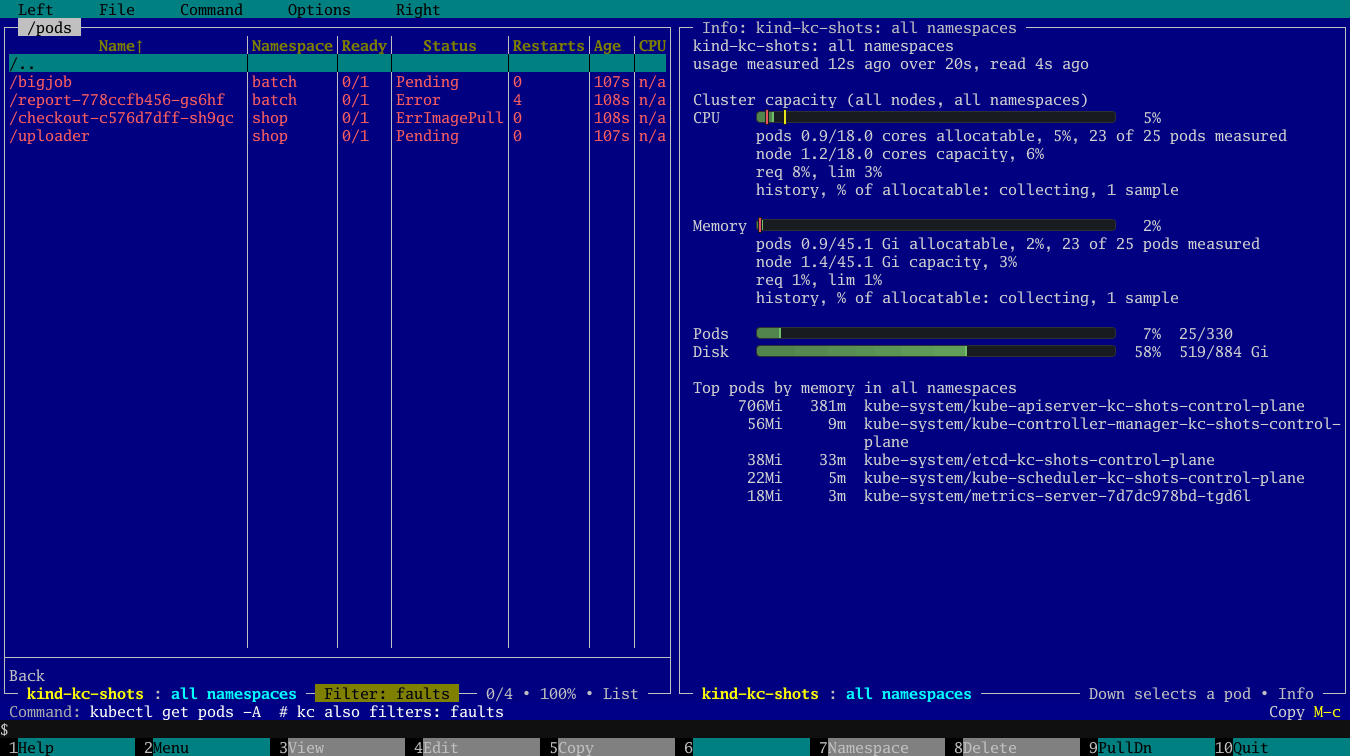 Left File Command Options Right
/pods
Name↑ Namespace Ready Status Restarts Age CPU
/..
/bigjob batch 0/1 Pending 0 107s n/a
/report-778ccfb456-gs6hf batch 0/1 Error 4 108s n/a
/checkout-c576d7dff-sh9qc shop 0/1 ErrImagePull 0 108s n/a
/uploader shop 0/1 Pending 0 107s n/a
Back
kind-kc-shots : all namespaces Filter: faults 0/4 • 100% • List
Info: kind-kc-shots: all namespaces
kind-kc-shots: all namespaces
usage measured 12s ago over 20s, read 4s ago
Cluster capacity (all nodes, all namespaces)
CPU 5%
pods 0.9/18.0 cores allocatable, 5%, 23 of 25 pods measured
node 1.2/18.0 cores capacity, 6%
req 8%, lim 3%
history, % of allocatable: collecting, 1 sample
Memory 2%
pods 0.9/45.1 Gi allocatable, 2%, 23 of 25 pods measured
node 1.4/45.1 Gi capacity, 3%
req 1%, lim 1%
history, % of allocatable: collecting, 1 sample
Pods 7% 25/330
Disk 58% 519/884 Gi
Top pods by memory in all namespaces
706Mi 381m kube-system/kube-apiserver-kc-shots-control-plane
56Mi 9m kube-system/kube-controller-manager-kc-shots-control-
plane
38Mi 33m kube-system/etcd-kc-shots-control-plane
22Mi 5m kube-system/kube-scheduler-kc-shots-control-plane
18Mi 3m kube-system/metrics-server-7d7dc978bd-tgd6l
kind-kc-shots : all namespaces Down selects a pod • Info
Command: kubectl get pods -A # kc also filters: faults Copy M-c
$
1Help 2Menu 3View 4Edit 5Copy 6 7Namespace 8Delete 9PullDn 10Quit